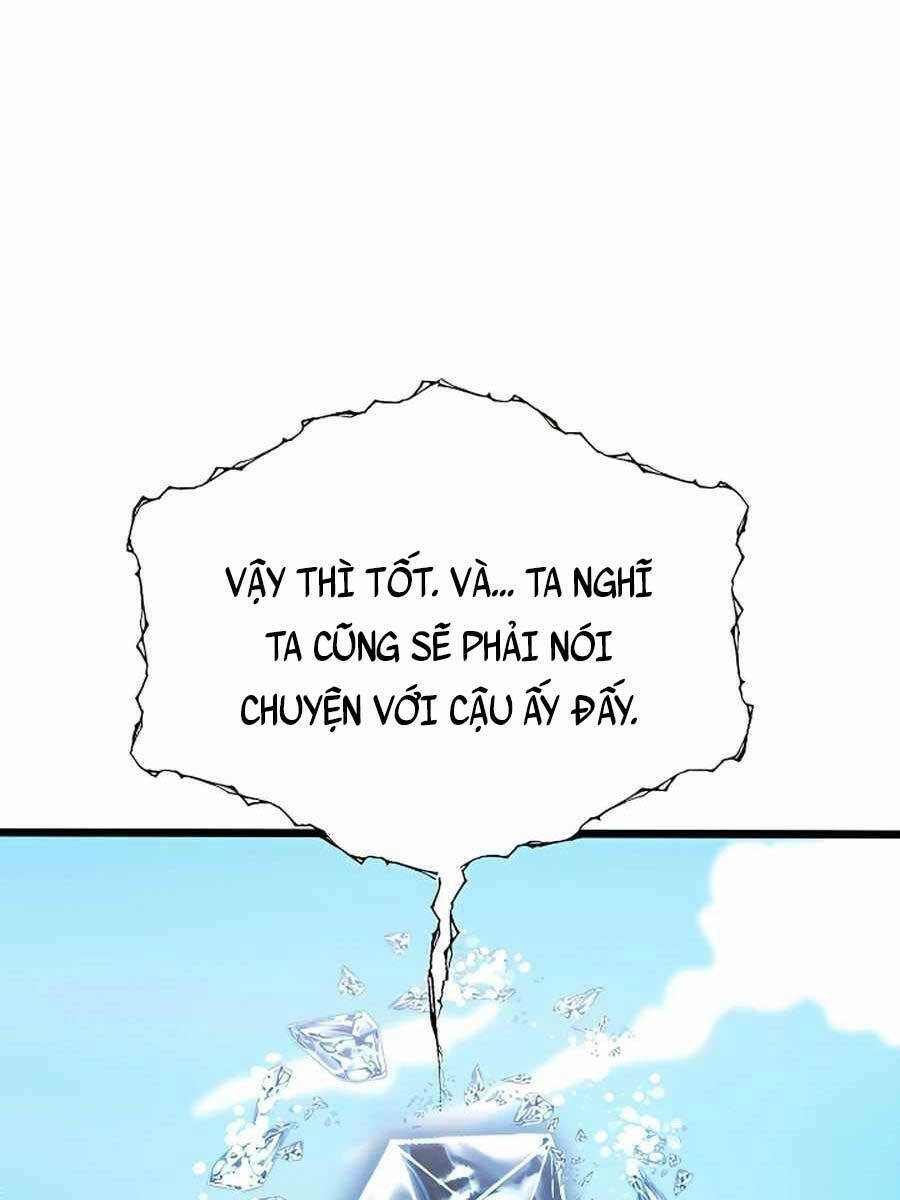 VẬY THÌ TỐT. VÀ... TA NGHĨ
TA CŨNG SẼ PHẢI NÓI
CHUYỆN VỚI CẬU ẤY ĐẤY.